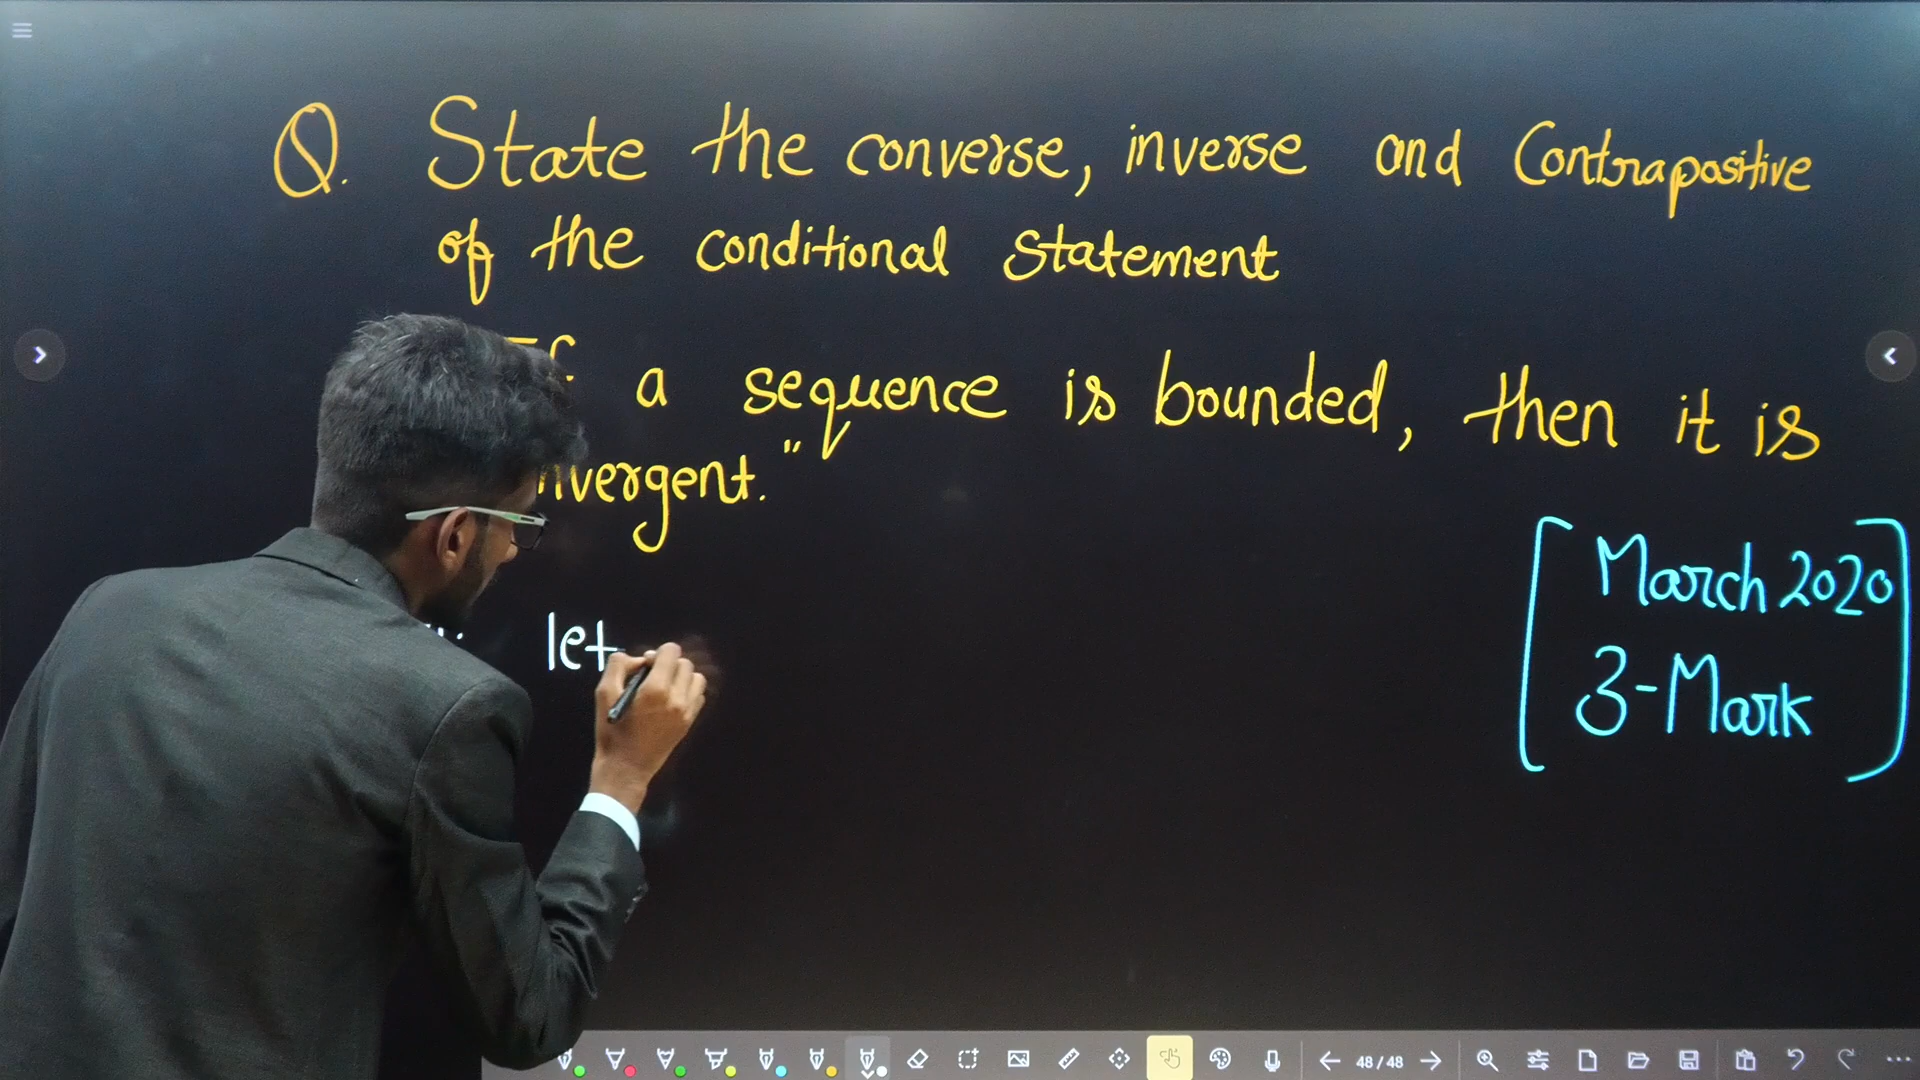 Q. State the converse, inverse and Contrapositive
of the conditional Statement
a sequence is bounded, then it is
nvergent."
[March 2020
3-Mark]
let
48 / 48